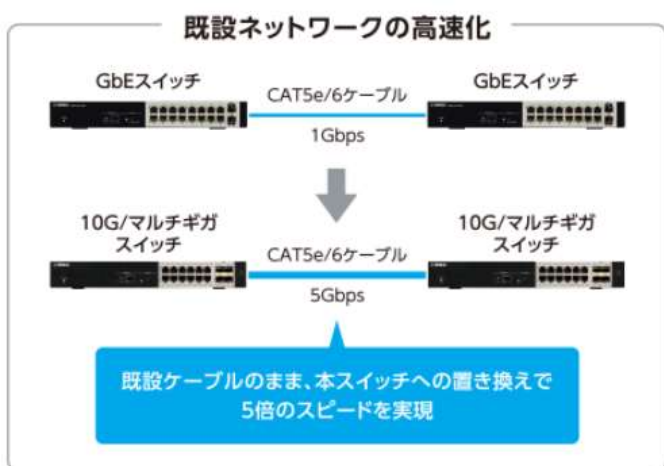 既設ネットワークの高速化
GbEスイッチ
GbEスイッチ
CAT5e/6ケーブル
1Gbps
10G/マルチギガ
スイッチ
10G/マルチギガ
スイッチ
CAT5e/6ケーブル
5Gbps
既設ケーブルのまま、本スイッチへの置き換えで
5倍のスピードを実現